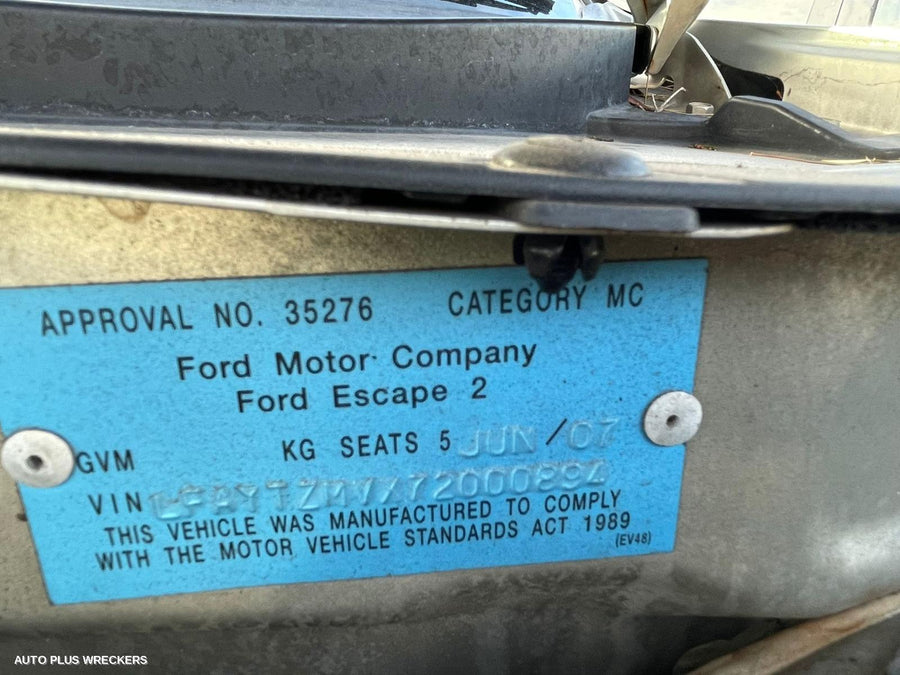 APPROVAL NO. 35276 CATEGORY MC
Ford Motor Company
Ford Escape 2
GVM KG SEATS 5 JUN/07
VIN
THIS VEHICLE WAS MANUFACTURED TO COMPLY
WITH THE MOTOR VEHICLE STANDARDS ACT 1989
(EV48)
AUTO PLUS WRECKERS